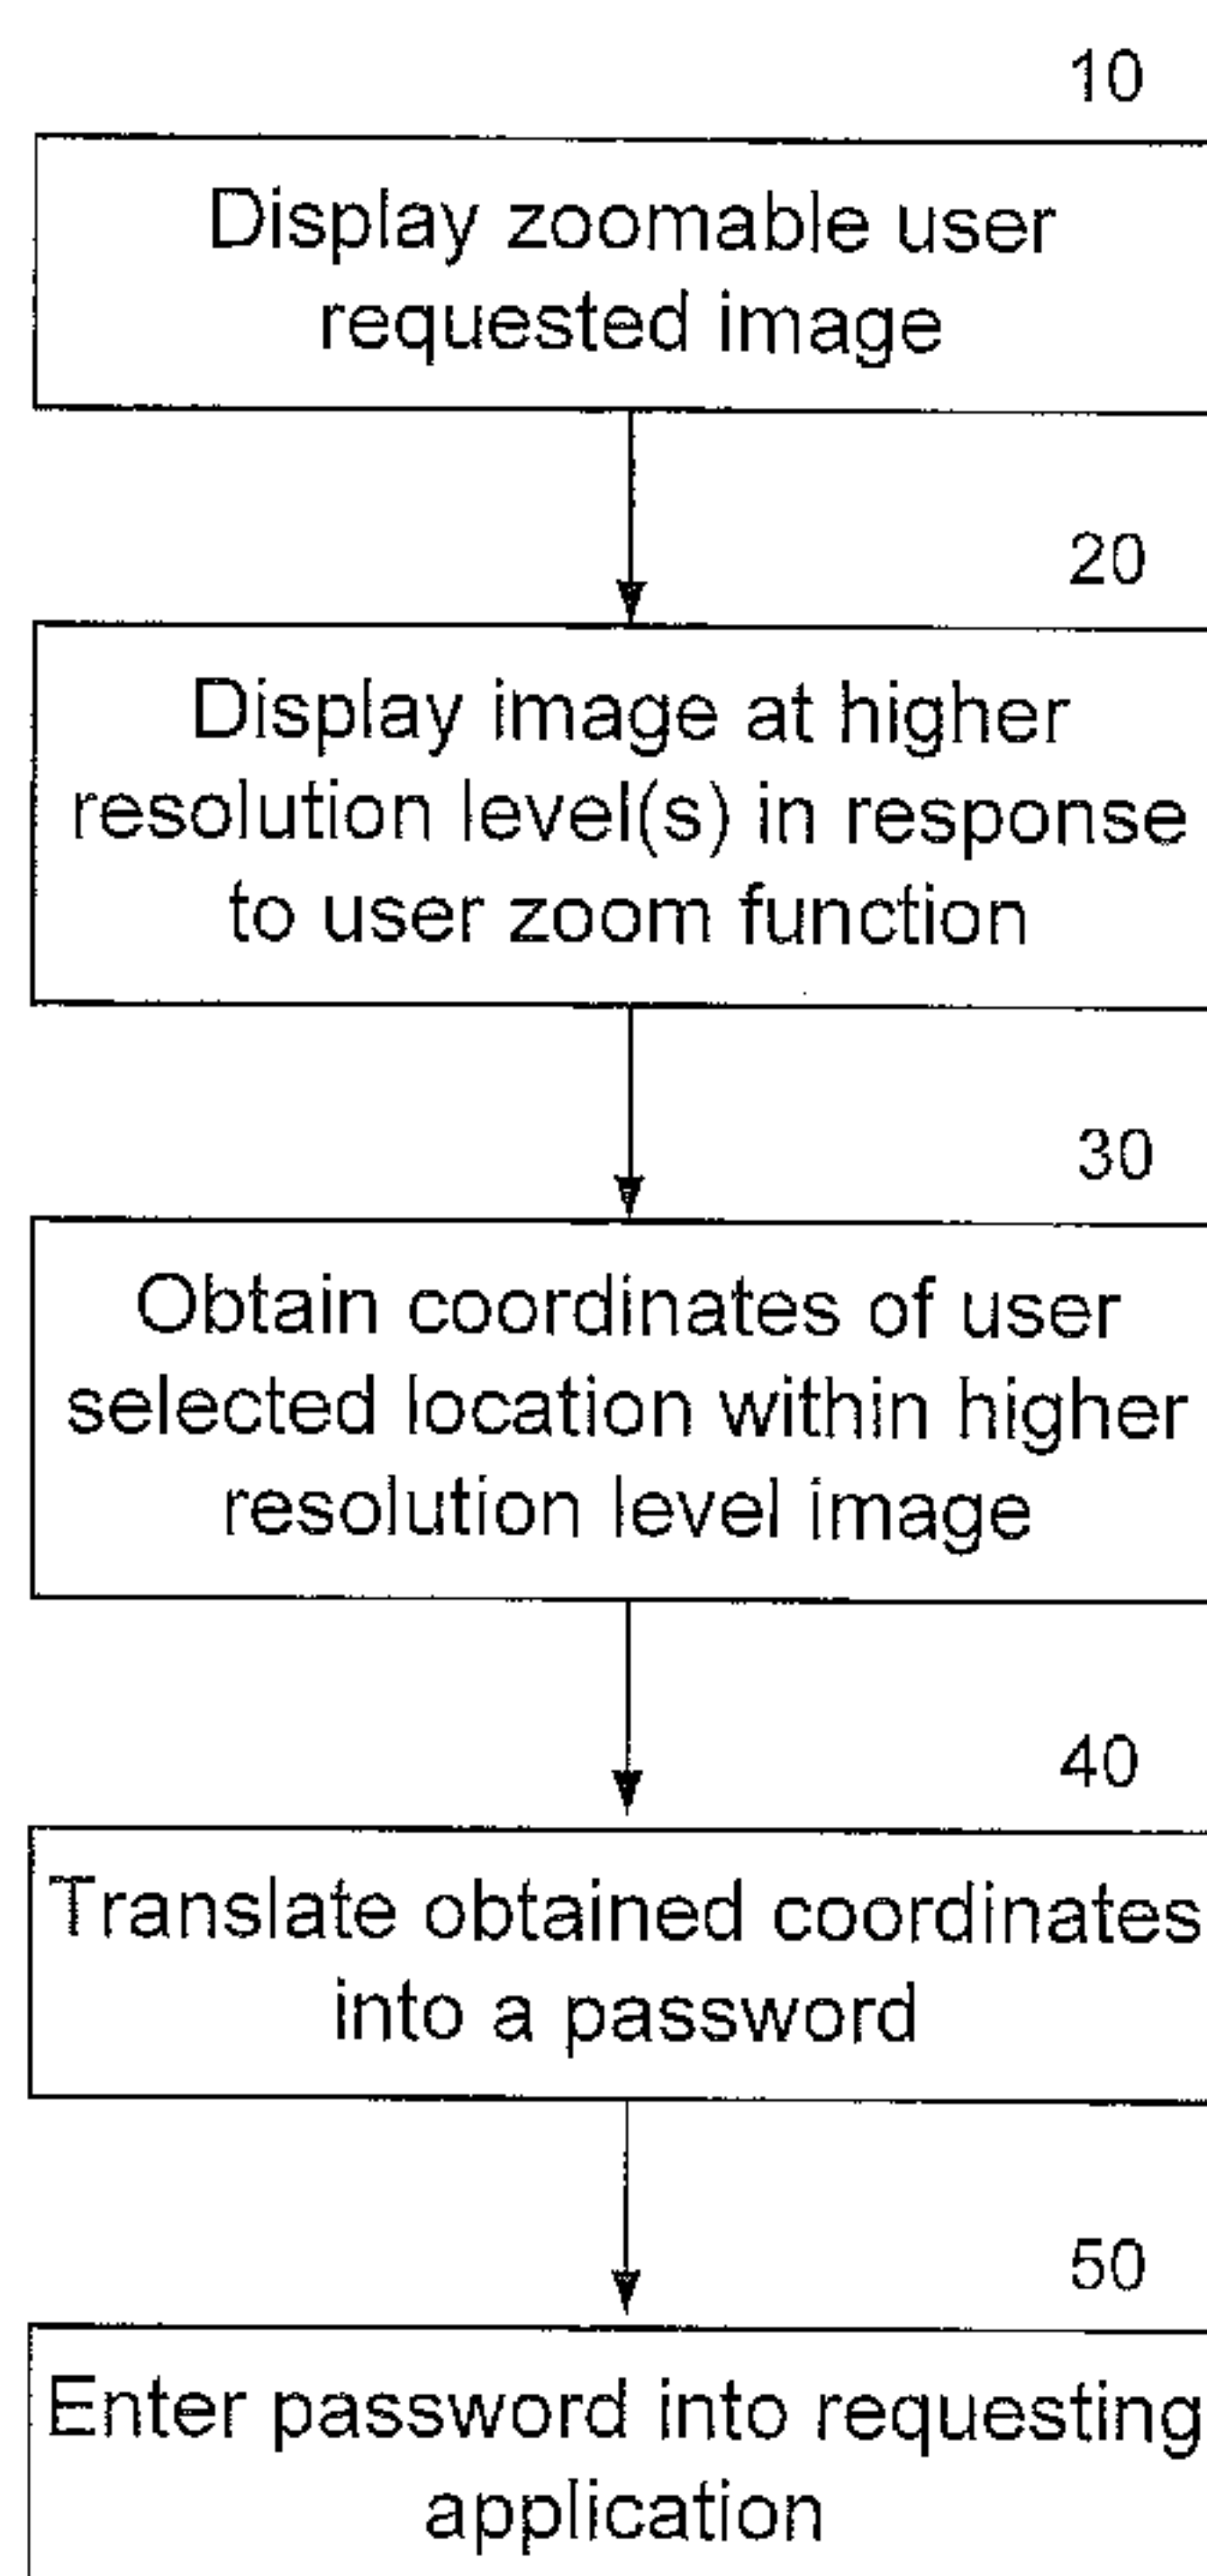 10
Display zoomable user
requested image
20
Display image at higher
resolution level(s) in response
to user zoom function
30
Obtain coordinates of user
selected location within higher
resolution level image
40
Translate obtained coordinates
into a password
50
Enter password into requesting
application